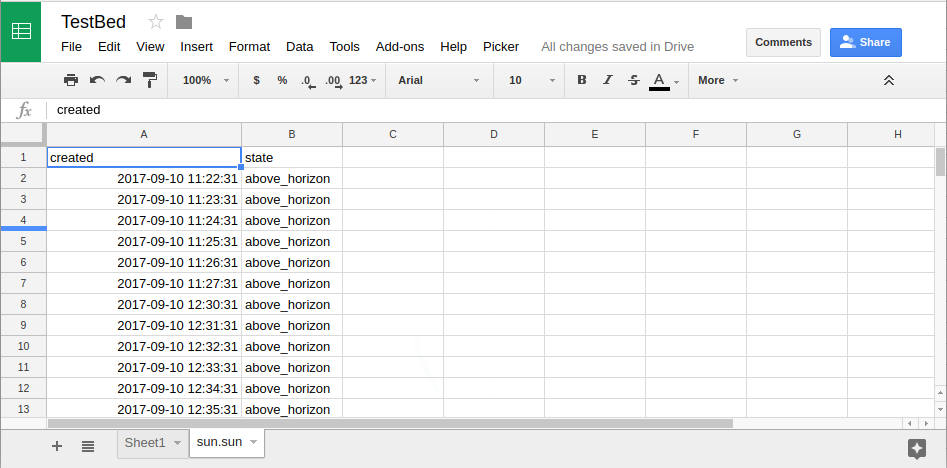 TestBed
File Edit View Insert Format Data Tools Add-ons Help Picker All changes saved in Drive Comments Share
100% $ % .0 .00 123 Arial 10 B I S A More
fx created
A B C D E F G H
1 created state
2 2017-09-10 11:22:31 above_horizon
3 2017-09-10 11:23:31 above_horizon
4 2017-09-10 11:24:31 above_horizon
5 2017-09-10 11:25:31 above_horizon
6 2017-09-10 11:26:31 above_horizon
7 2017-09-10 11:27:31 above_horizon
8 2017-09-10 12:30:31 above_horizon
9 2017-09-10 12:31:31 above_horizon
10 2017-09-10 12:32:31 above_horizon
11 2017-09-10 12:33:31 above_horizon
12 2017-09-10 12:34:31 above_horizon
13 2017-09-10 12:35:31 above_horizon
Sheet1 sun.sun